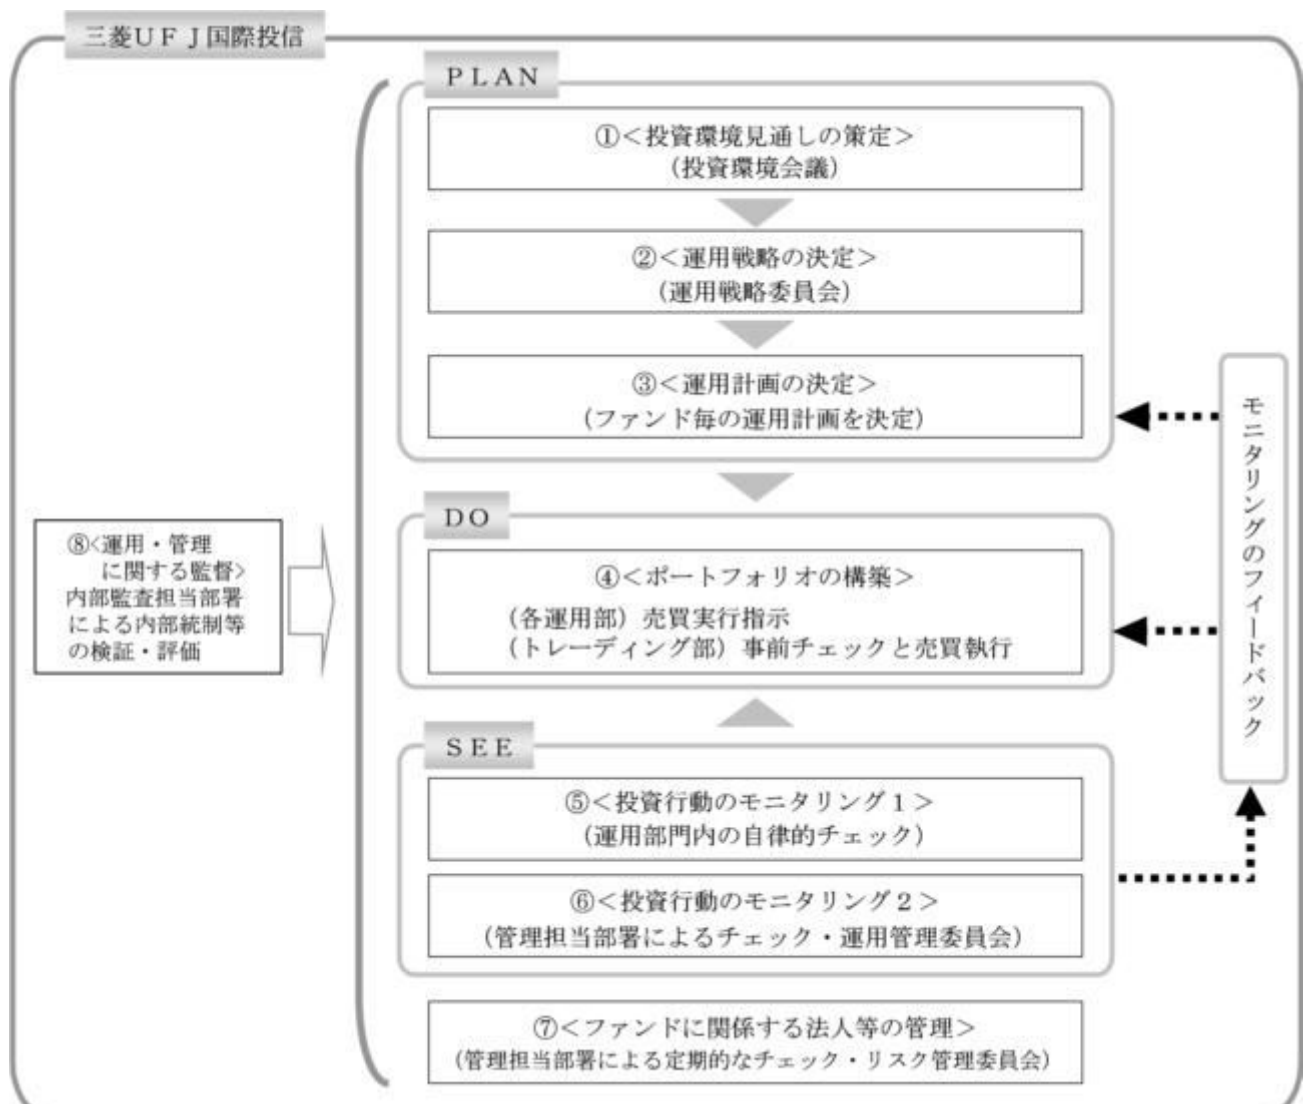 三菱ＵＦＪ国際投信
ＰＬＡＮ
①＜投資環境見通しの策定＞
（投資環境会議）
②＜運用戦略の決定＞
（運用戦略委員会）
③＜運用計画の決定＞
（ファンド毎の運用計画を決定）
ＤＯ
④＜ポートフォリオの構築＞
（各運用部）売買実行指示
（トレーディング部）事前チェックと売買執行
ＳＥＥ
⑤＜投資行動のモニタリング１＞
（運用部門内の自律的チェック）
⑥＜投資行動のモニタリング２＞
（管理担当部署によるチェック・運用管理委員会）
⑦＜ファンドに関係する法人等の管理＞
（管理担当部署による定期的なチェック・リスク管理委員会）
⑧<運用・管理
に関する監督>
内部監査担当部署
による内部統制等
の検証・評価
モニタリングのフィードバック